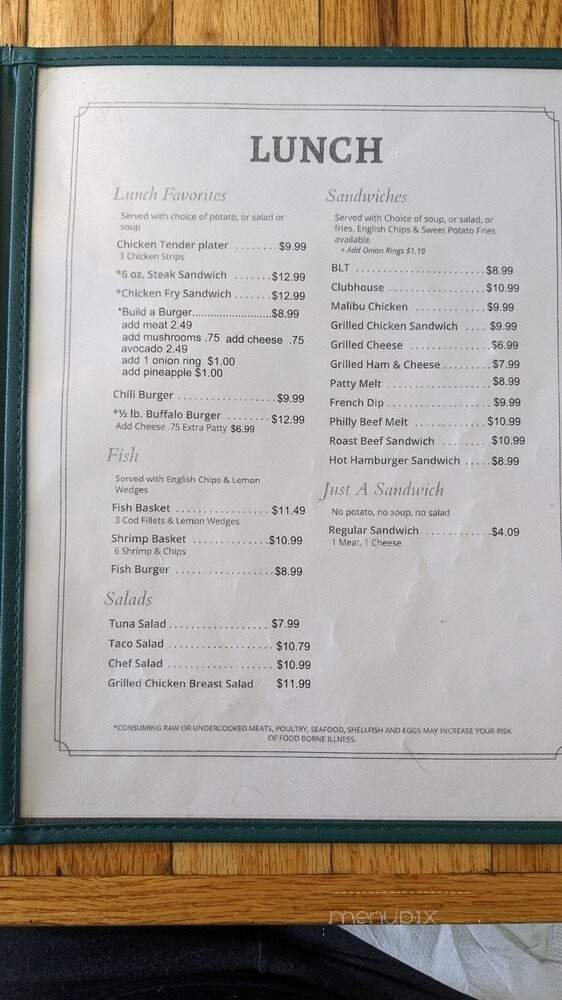 LUNCH
Lunch Favorites
Served with choice of potato, or salad or
soup
Chicken Tender plater ........ $9.99
3 Chicken Strips
*6 oz. Steak Sandwich .......$12.99
*Chicken Fry Sandwich.......$12.99
*Build a Burger............................$8.99
add meat 2.49
add mushrooms .75 add cheese .75
avocado 2.49
add 1 onion ring $1.00
add pineapple $1.00
Chili Burger ....................$9.99
*½ lb. Buffalo Burger ........$12.99
Add Cheese .75 Extra Patty $6.99
Fish
Served with English Chips & Lemon
Wedges
Fish Basket ....................$11.49
3 Cod Fillets & Lemon Wedges
Shrimp Basket .................$10.99
6 Shrimp & Chips
Fish Burger ...................$8.99
Salads
Tuna Salad.................... $7.99
Taco Salad .................... $10.79
Chef Salad .................... $10.99
Grilled Chicken Breast Salad $11.99
Sandwiches
Served with Choice of soup, or salad, or
fries. English Chips & Sweet Potato Fries
available
+ Add Onion Rings $1.19
BLT .........................$8.99
Clubhouse ....................$10.99
Malibu Chicken ...............$9.99
Grilled Chicken Sandwich .... $9.99
Grilled Cheese ................$6.99
Grilled Ham & Cheese.........$7.99
Patty Melt ....................$8.99
French Dip....................$9.99
Philly Beef Melt ...............$10.99
Roast Beef Sandwich ......... $10.99
Hot Hamburger Sandwich .....$8.99
Just A Sandwich
No potato, no soup, no salad
Regular Sandwich .............$4.09
1 Meat, 1 Cheese
*CONSUMING RAW OR UNDERCOOKED MEATS, POULTRY, SEAFOOD, SHELLFISH AND EGGS MAY INCREASE YOUR RISK
OF FOOD BORNE ILLNESS.
menupix